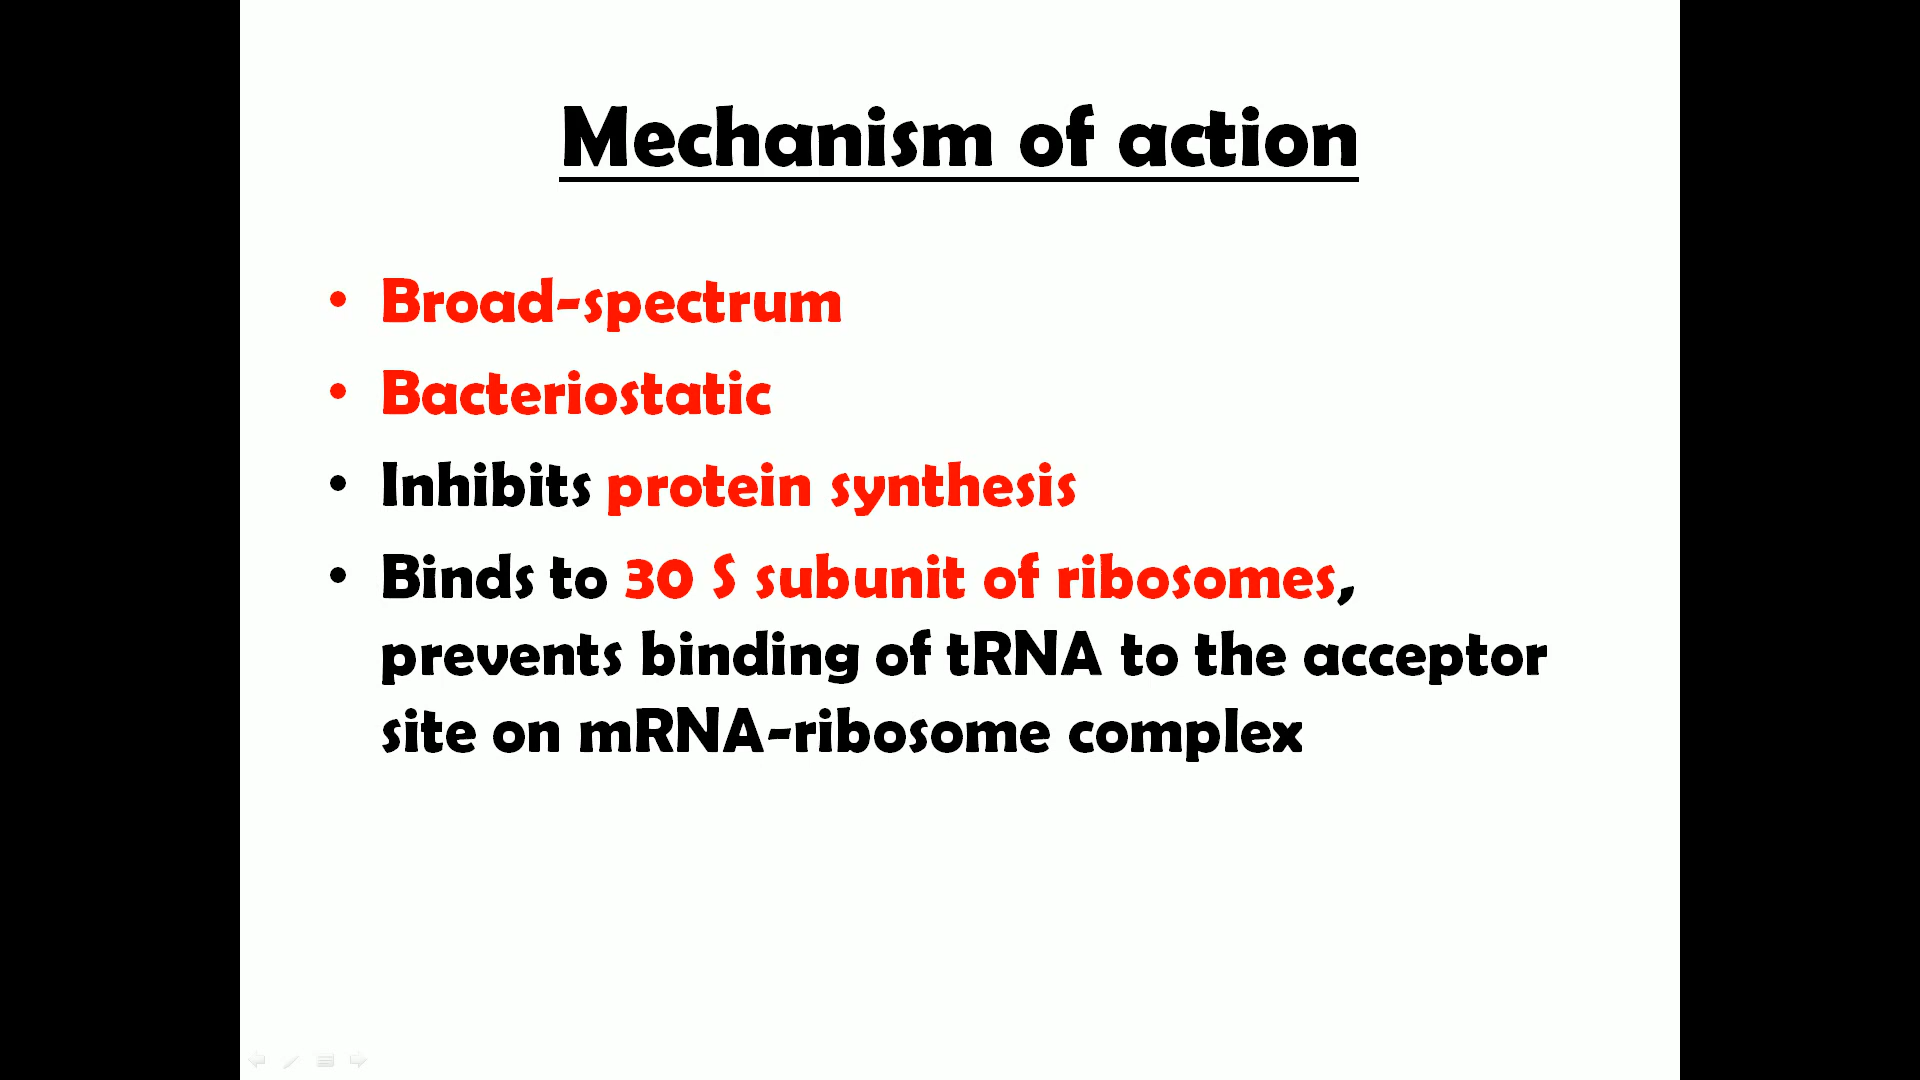 Mechanism of action
• Broad-spectrum
• Bacteriostatic
• Inhibits protein synthesis
• Binds to 30 S subunit of ribosomes,
prevents binding of tRNA to the acceptor
site on mRNA-ribosome complex